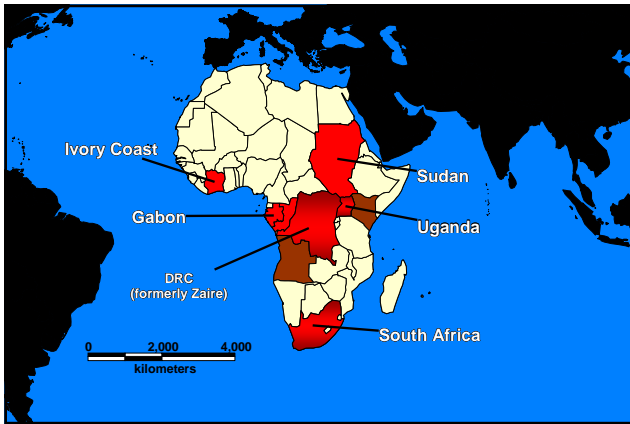 Ivory Coast
Sudan
Gabon
Uganda
DRC
(formerly Zaire)
South Africa
0 2,000 4,000
kilometers